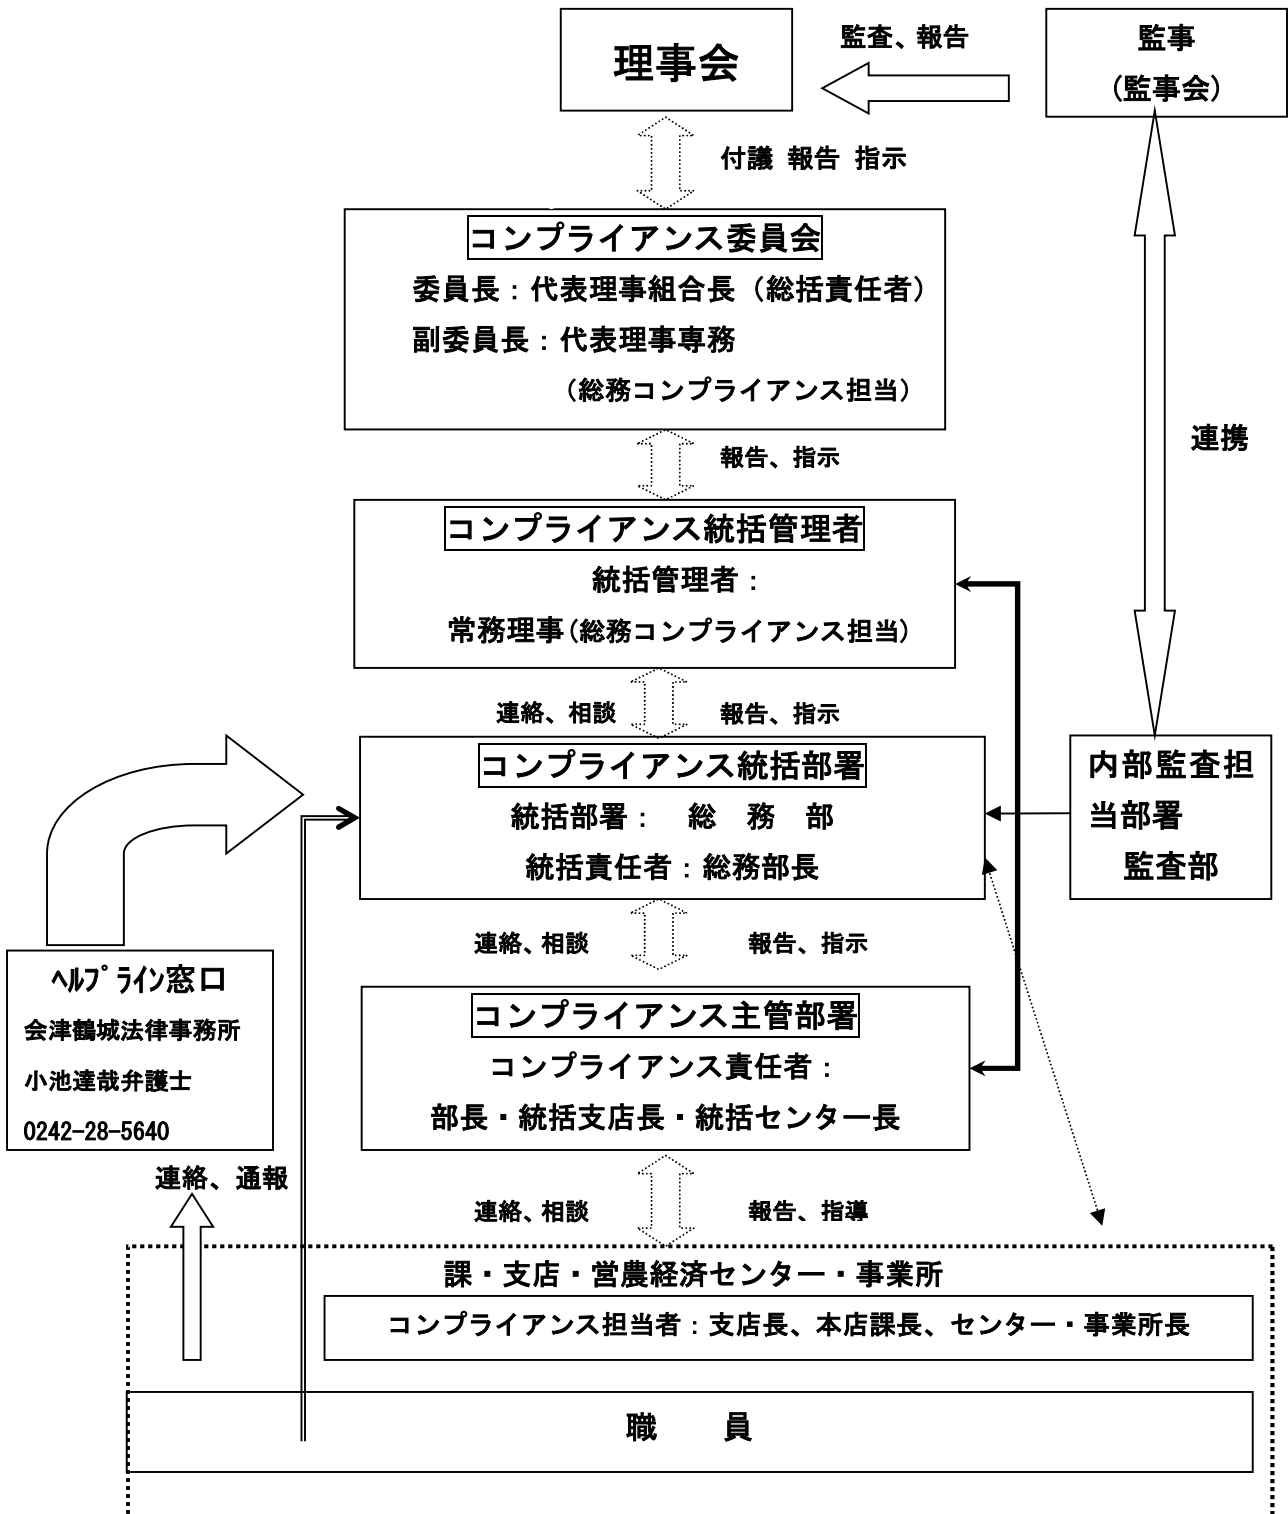 理事会
監査、報告
監事
（監事会）
付議 報告 指示
コンプライアンス委員会
委員長：代表理事組合長（総括責任者）
副委員長：代表理事専務
（総務コンプライアンス担当）
報告、指示
連携
コンプライアンス統括管理者
統括管理者：
常務理事（総務コンプライアンス担当）
連絡、相談
報告、指示
コンプライアンス統括部署
統括部署：　総　務　部
統括責任者：総務部長
内部監査担
当部署
監査部
連絡、相談
報告、指示
ﾍﾙﾌﾟﾗｲﾝ窓口
会津鶴城法律事務所
小池達哉弁護士
0242-28-5640
コンプライアンス主管部署
コンプライアンス責任者：
部長・統括支店長・統括センター長
連絡、通報
連絡、相談
報告、指導
課・支店・営農経済センター・事業所
コンプライアンス担当者：支店長、本店課長、センター・事業所長
職　　員